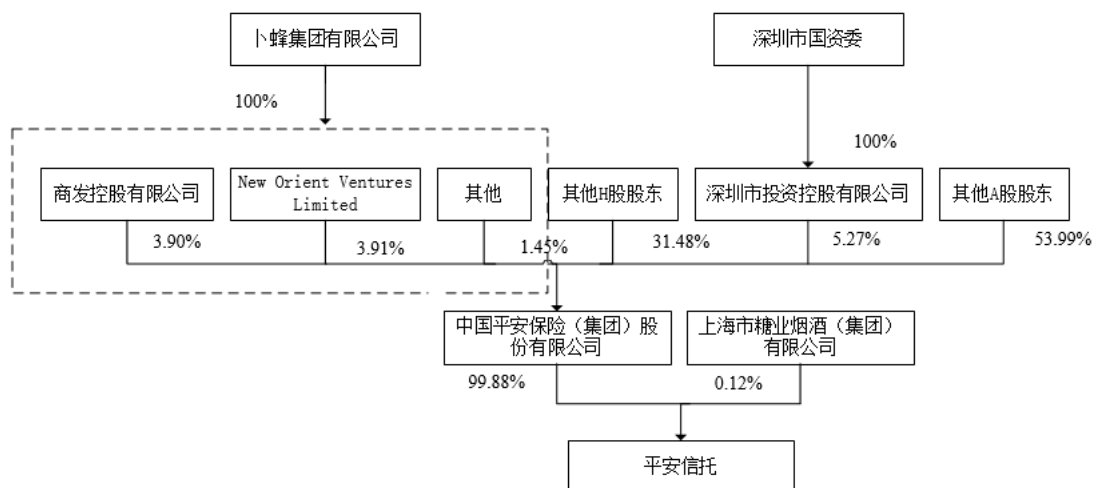 卜蜂集团有限公司
深圳市国资委
100%
100%
商发控股有限公司
New Orient Ventures
Limited
其他
其他H股股东
深圳市投资控股有限公司
其他A股股东
3.90%
3.91%
1.45%
31.48%
5.27%
53.99%
中国平安保险（集团）股
份有限公司
上海市糖业烟酒（集团）
有限公司
99.88%
0.12%
平安信托